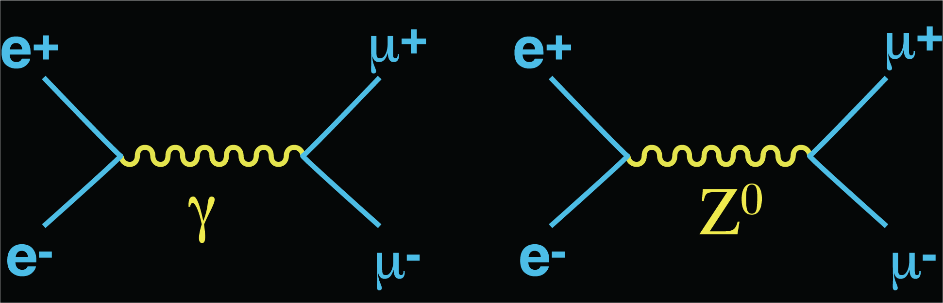 e+ μ+ e+ μ+
γ Z⁰
e- μ- e- μ-